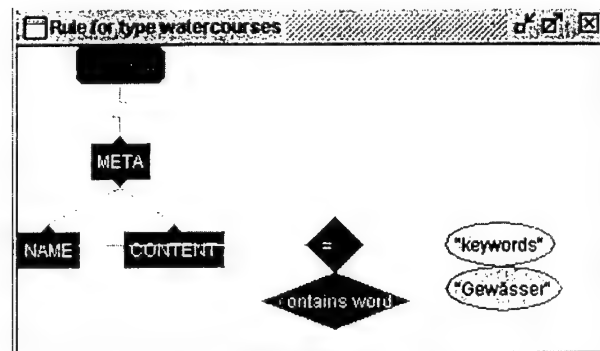 Rule for type watercourses
META
NAME
CONTENT
=
"keywords"
ontains word
"Gewässer"